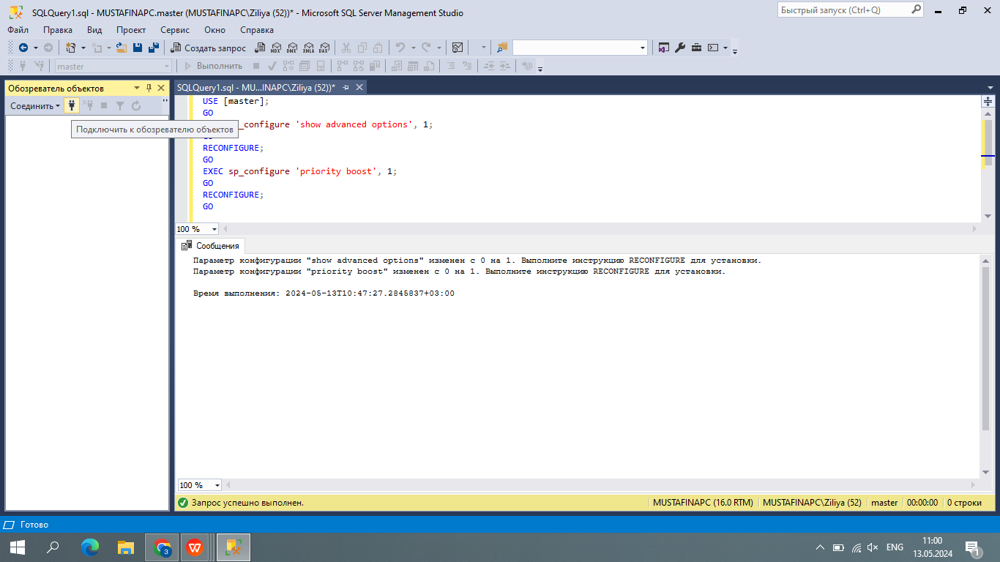 SQLQuery1.sql - MUSTAFINAPC.master (MUSTAFINAPC\Ziliya (52))* - Microsoft SQL Server Management Studio
Быстрый запуск (Ctrl+Q)
Файл Правка Вид Проект Сервис Окно Справка
Создать запрос MDX DMX XMLA DAX
master Выполнить
Обозреватель объектов
SQLQuery1.sql - MU...INAPC\Ziliya (52))*
Соединить
Подключить к обозревателю объектов
USE [master];
GO
_configure 'show advanced options', 1;
RECONFIGURE;
GO
EXEC sp_configure 'priority boost', 1;
GO
RECONFIGURE;
GO
100 %
Сообщения
Параметр конфигурации "show advanced options" изменен с 0 на 1. Выполните инструкцию RECONFIGURE для установки.
Параметр конфигурации "priority boost" изменен с 0 на 1. Выполните инструкцию RECONFIGURE для установки.
Время выполнения: 2024-05-13T10:47:27.2845837+03:00
100 %
Запрос успешно выполнен.
MUSTAFINAPC (16.0 RTM) MUSTAFINAPC\Ziliya (52) master 00:00:00 0 строки
Готово
3
W
ENG
11:00
13.05.2024
1